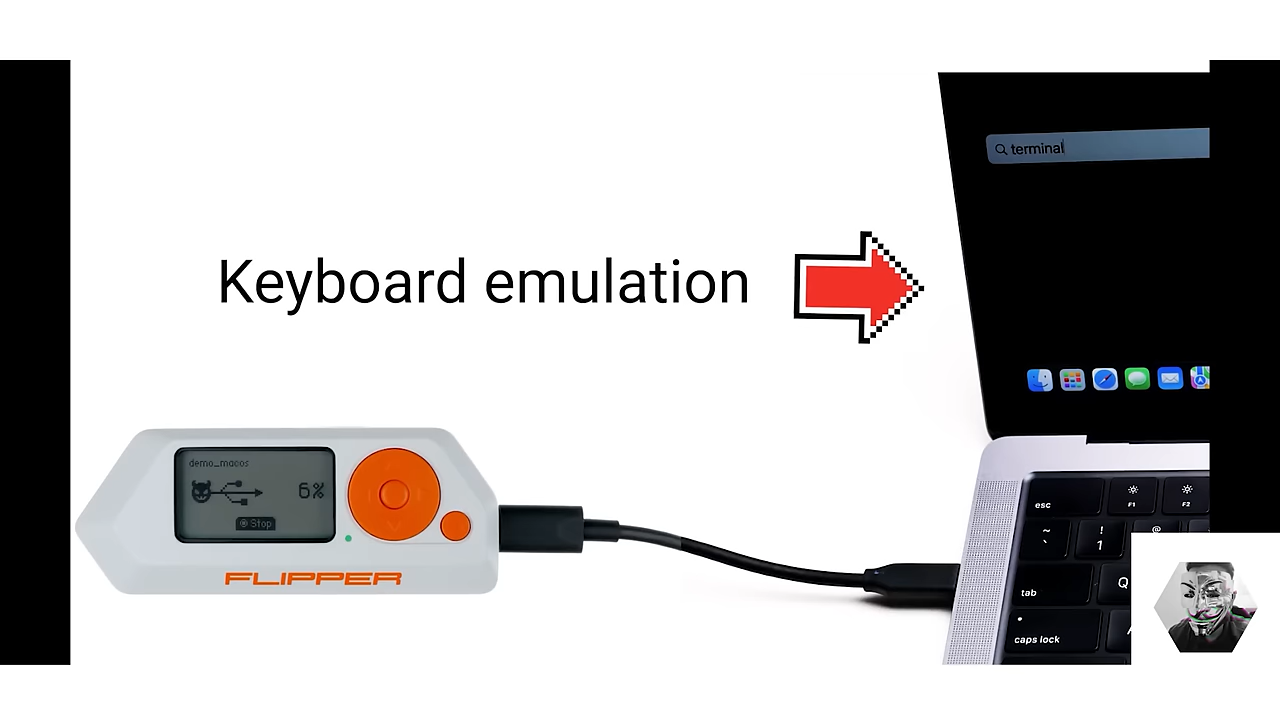 terminal
Keyboard emulation
demo_macos
6%
Stop
FLIPPER
esc
F1
F2
~
`
!
1
@
tab
Q
caps lock
A